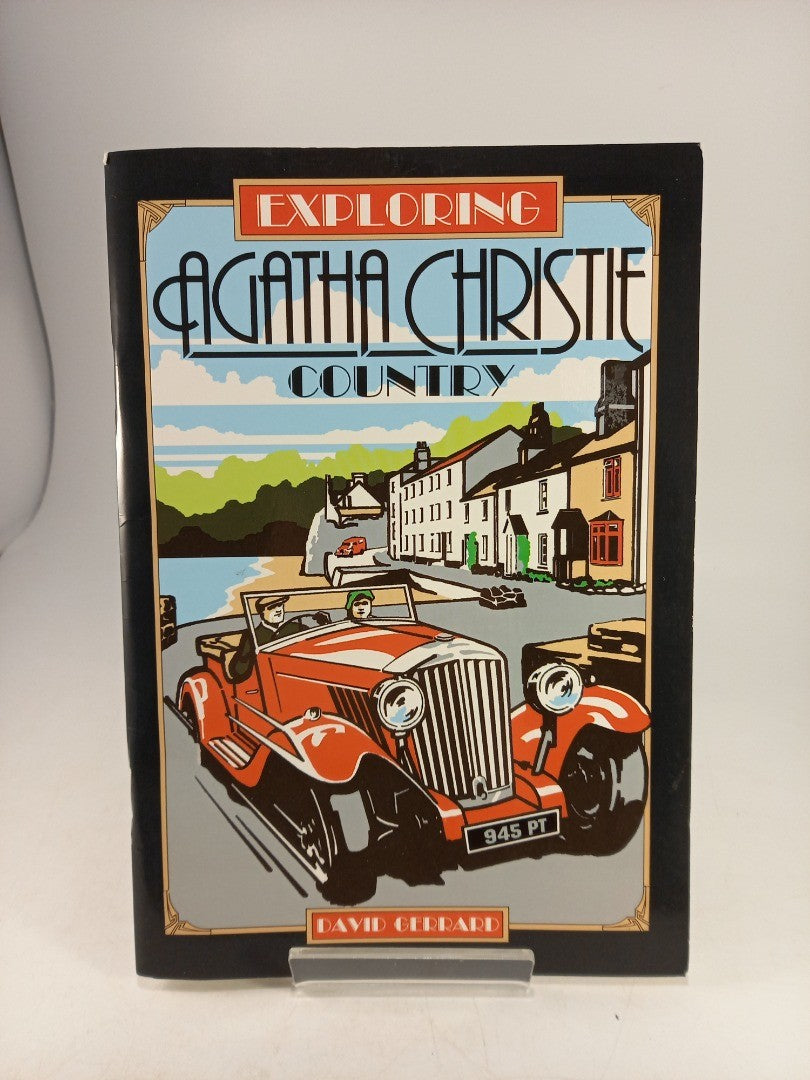 EXPLORING
AGATHA CHRISTIE
COUNTRY
945 PT
DAVID GERRARD